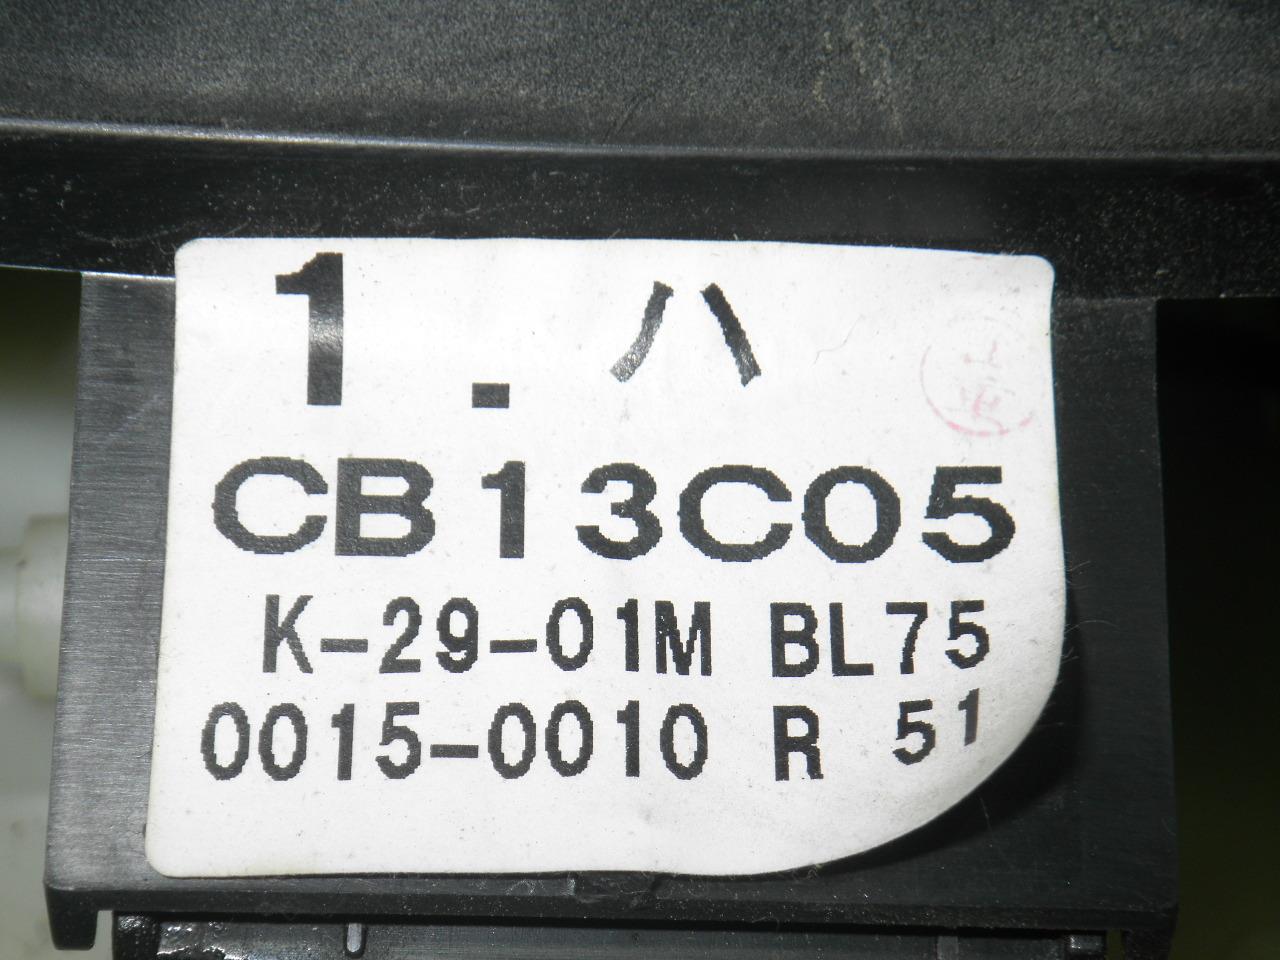 1. ハ
CB13C05
K-29-01M BL75
0015-0010 R 51